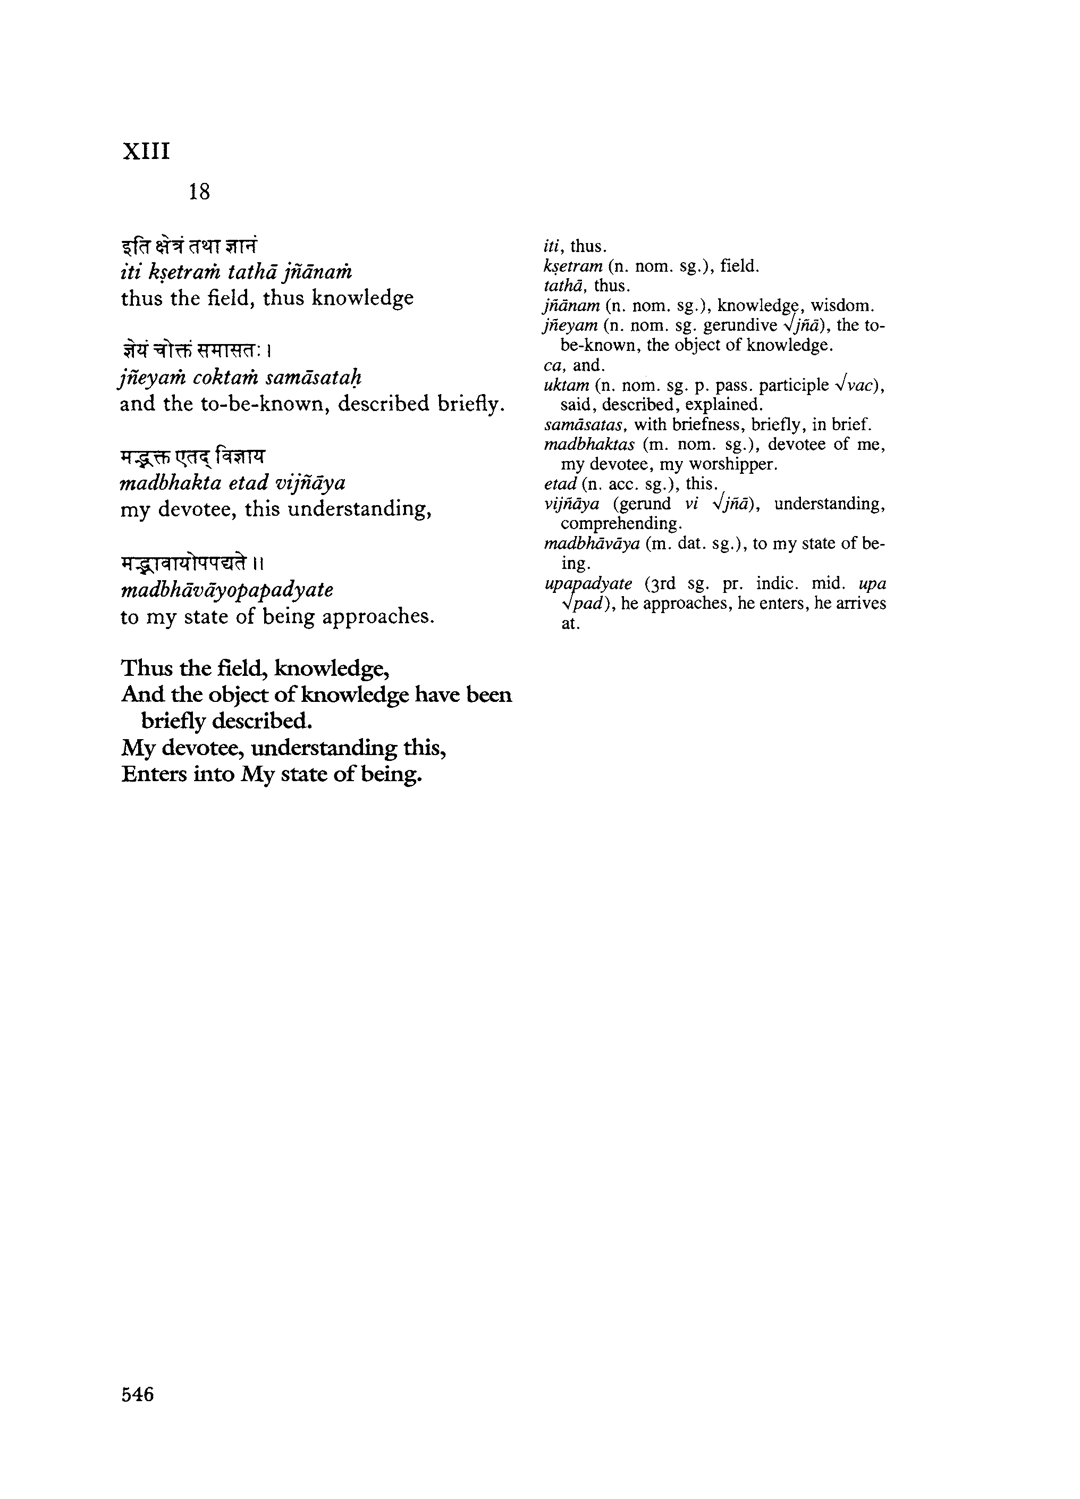 XIII
18
इति क्षेत्रं तथा ज्ञानं
iti kṣetraṁ tathā jñānaṁ
thus the field, thus knowledge
ज्ञेयं चोक्तं समासतः ।
jñeyaṁ coktaṁ samāsataḥ
and the to-be-known, described briefly.
मद्भक्त एतद् विज्ञाय
madbhakta etad vijñāya
my devotee, this understanding,
मद्भावायोपपद्यते ॥
madbhāvāyopapadyate
to my state of being approaches.
Thus the field, knowledge,
And the object of knowledge have been
briefly described.
My devotee, understanding this,
Enters into My state of being.
iti, thus.
kṣetram (n. nom. sg.), field.
tathā, thus.
jñānam (n. nom. sg.), knowledge, wisdom.
jñeyam (n. nom. sg. gerundive √jñā), the to-
be-known, the object of knowledge.
ca, and.
uktam (n. nom. sg. p. pass. participle √vac),
said, described, explained.
samāsatas, with briefness, briefly, in brief.
madbhaktas (m. nom. sg.), devotee of me,
my devotee, my worshipper.
etad (n. acc. sg.), this.
vijñāya (gerund vi √jñā), understanding,
comprehending.
madbhāvāya (m. dat. sg.), to my state of be-
ing.
upapadyate (3rd sg. pr. indic. mid. upa
√pad), he approaches, he enters, he arrives
at.
546